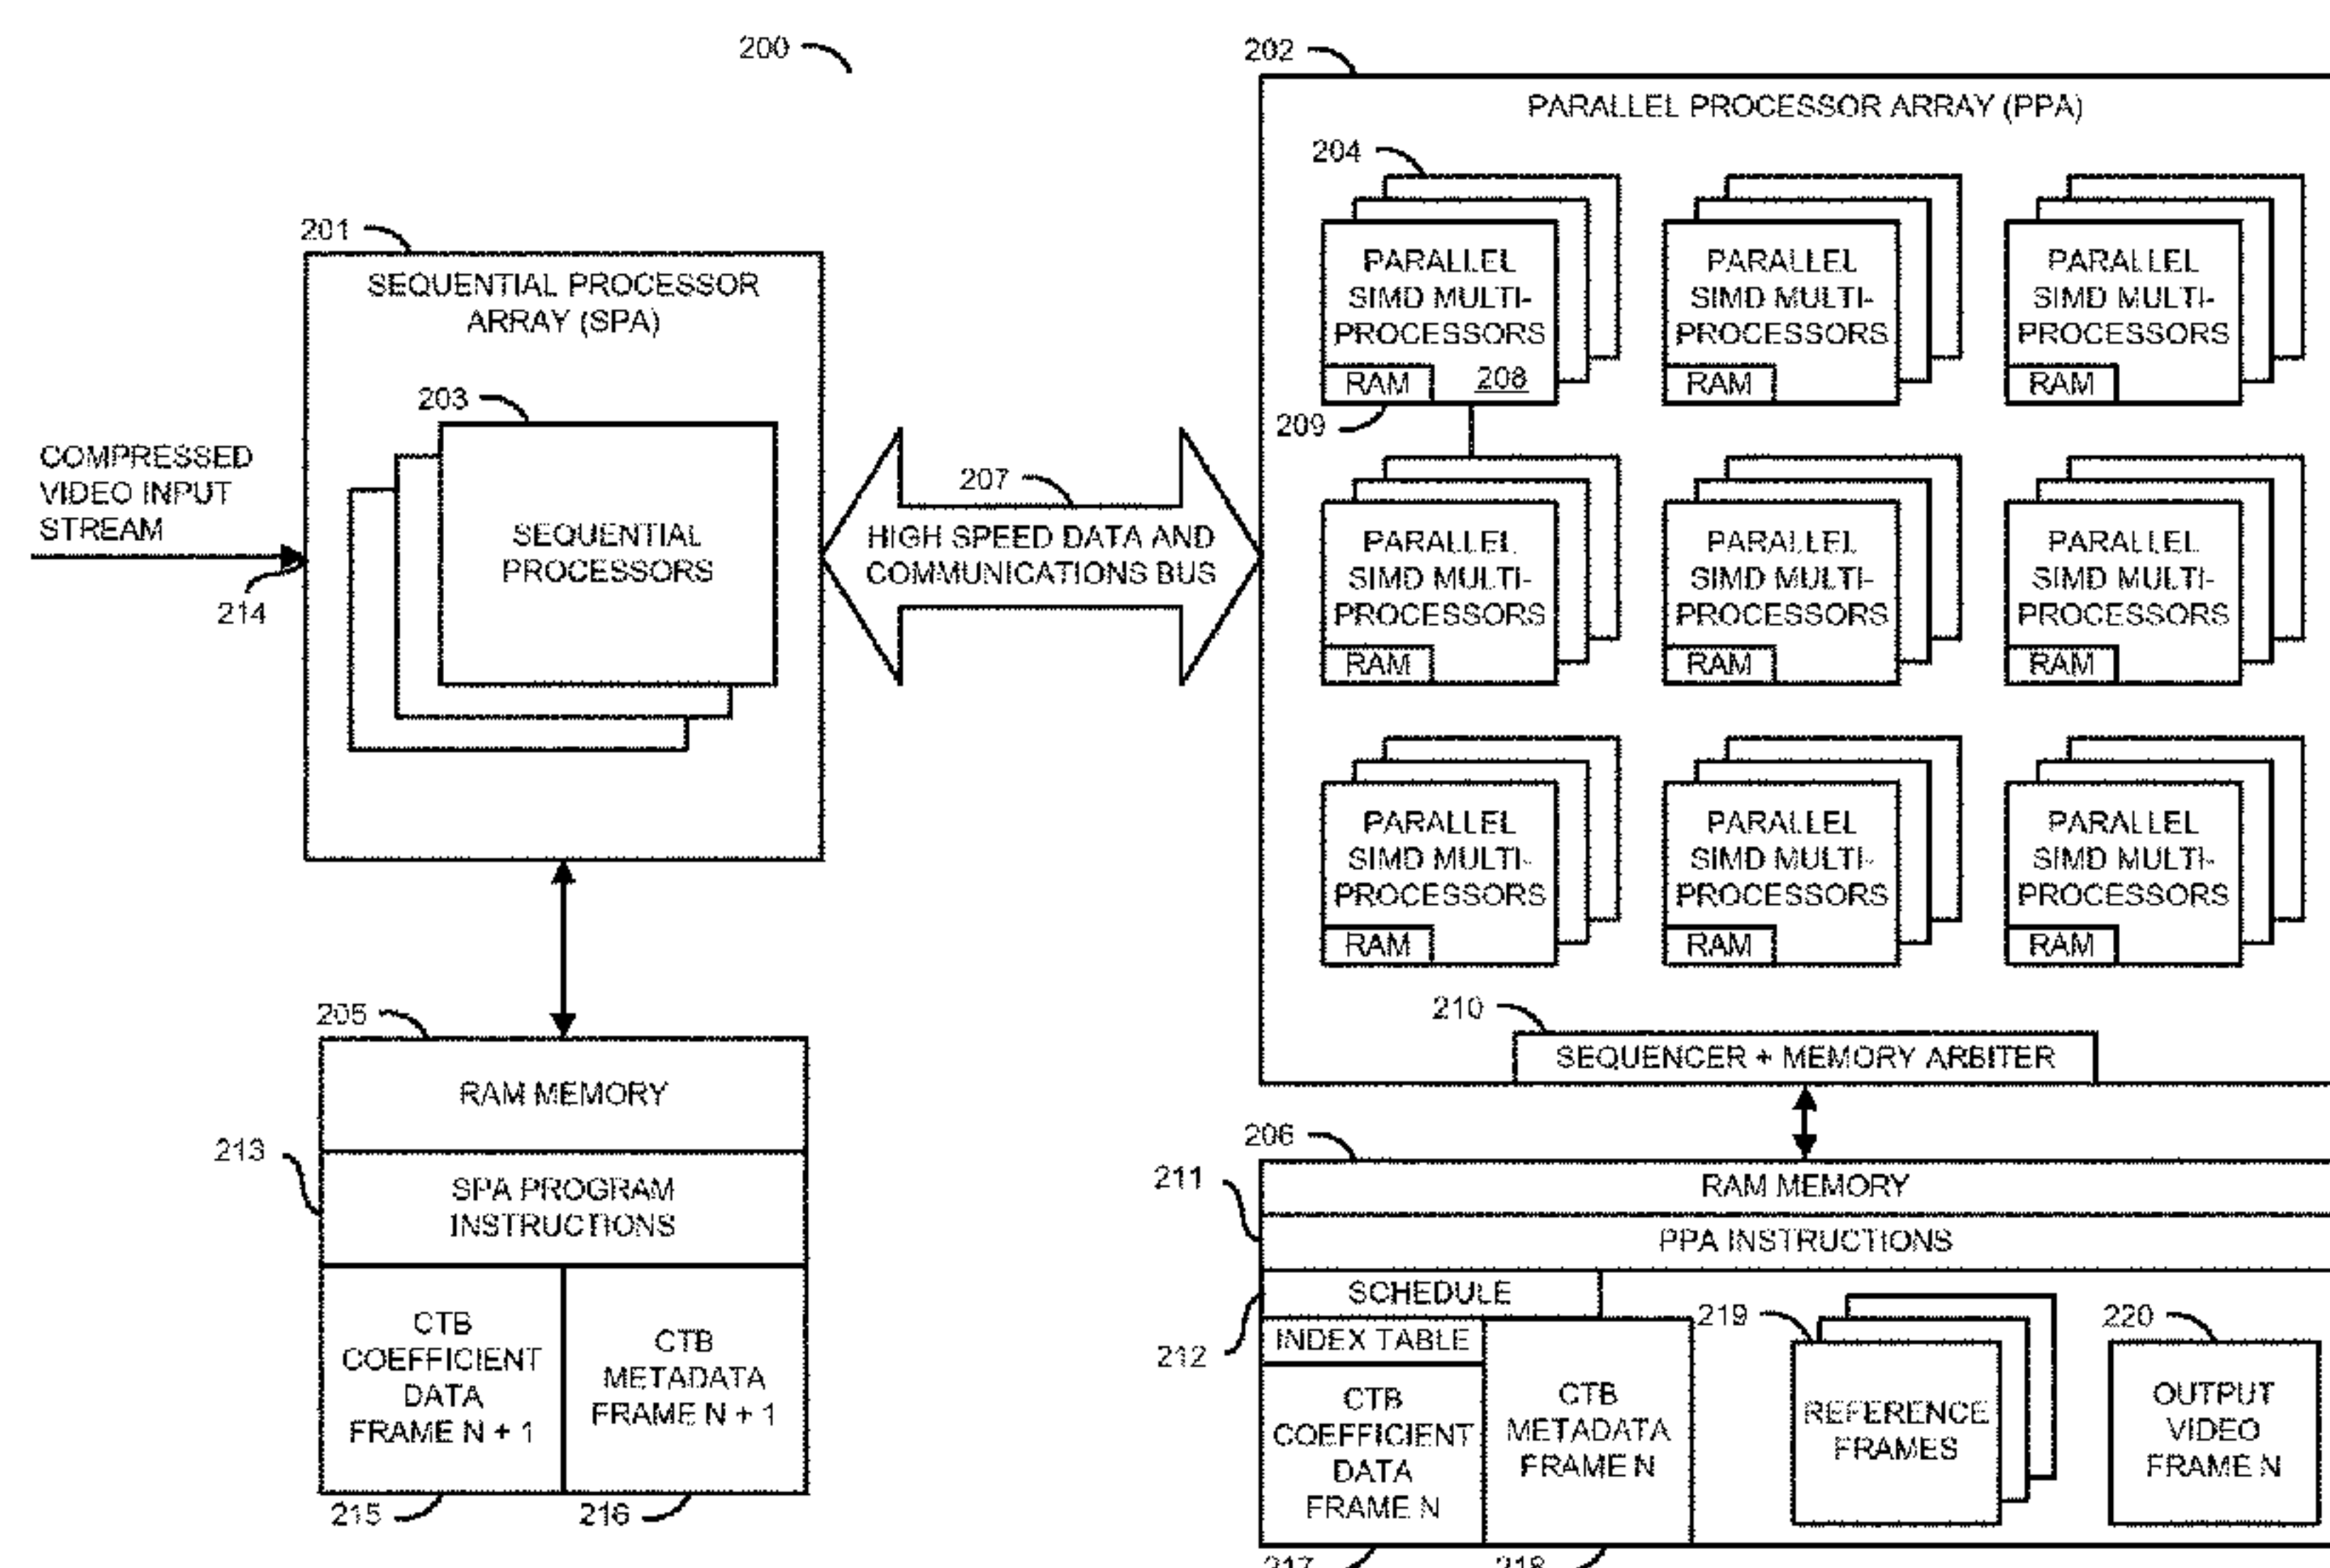 200
202
PARALLEL PROCESSOR ARRAY (PPA)
204
PARALLEL
SIMD MULTI-
PROCESSORS
RAM
208
209
PARALLEL
SIMD MULTI-
PROCESSORS
RAM
PARALLEL
SIMD MULTI-
PROCESSORS
RAM
PARALLEL
SIMD MULTI-
PROCESSORS
RAM
PARALLEL
SIMD MULTI-
PROCESSORS
RAM
PARALLEL
SIMD MULTI-
PROCESSORS
RAM
PARALLEL
SIMD MULTI-
PROCESSORS
RAM
PARALLEL
SIMD MULTI-
PROCESSORS
RAM
PARALLEL
SIMD MULTI-
PROCESSORS
RAM
210
SEQUENCER + MEMORY ARBITER
201
SEQUENTIAL PROCESSOR
ARRAY (SPA)
203
SEQUENTIAL
PROCESSORS
COMPRESSED
VIDEO INPUT
STREAM
214
207
HIGH SPEED DATA AND
COMMUNICATIONS BUS
205
RAM MEMORY
213
SPA PROGRAM
INSTRUCTIONS
CTB
COEFFICIENT
DATA
FRAME N + 1
CTB
METADATA
FRAME N + 1
215
216
206
RAM MEMORY
211
PPA INSTRUCTIONS
SCHEDULE
212
INDEX TABLE
CTB
COEFFICIENT
DATA
FRAME N
CTB
METADATA
FRAME N
219
REFERENCE
FRAMES
220
OUTPUT
VIDEO
FRAME N
217
218